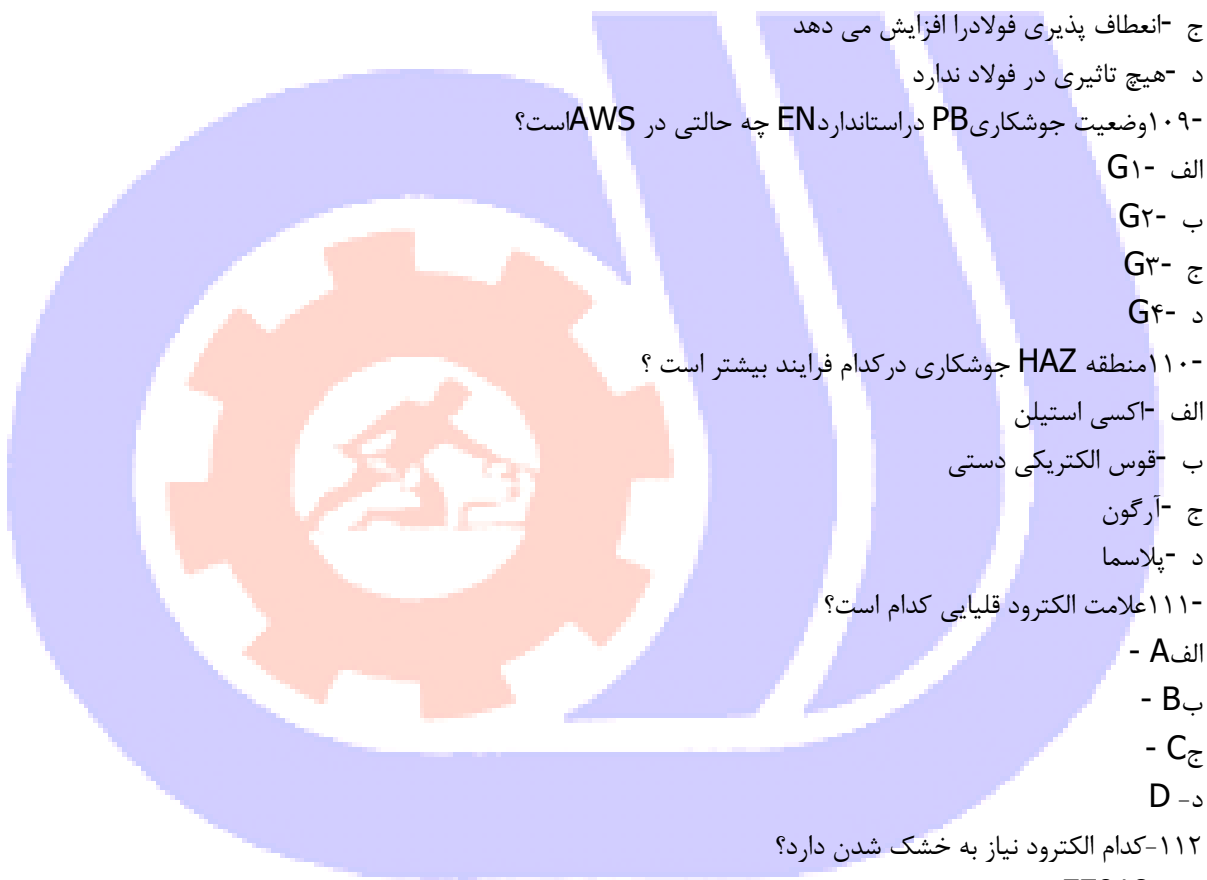 ج -انعطاف پذیری فولادرا افزایش می دهد
د -هیچ تاثیری در فولاد ندارد
-۱۰۹وضعیت جوشکاریPB دراستانداردEN چه حالتی در AWSاست؟
الف -G۱
ب -G۲
ج -G۳
د -G۴
-۱۱۰منطقه HAZ جوشکاری درکدام فرایند بیشتر است ؟
الف -اکسی استیلن
ب -قوس الکتریکی دستی
ج -آرگون
د -پلاسما
-۱۱۱علامت الکترود قلیایی کدام است؟
الفA -
بB -
جC -
د- D
۱۱۲-کدام الکترود نیاز به خشک شدن دارد؟